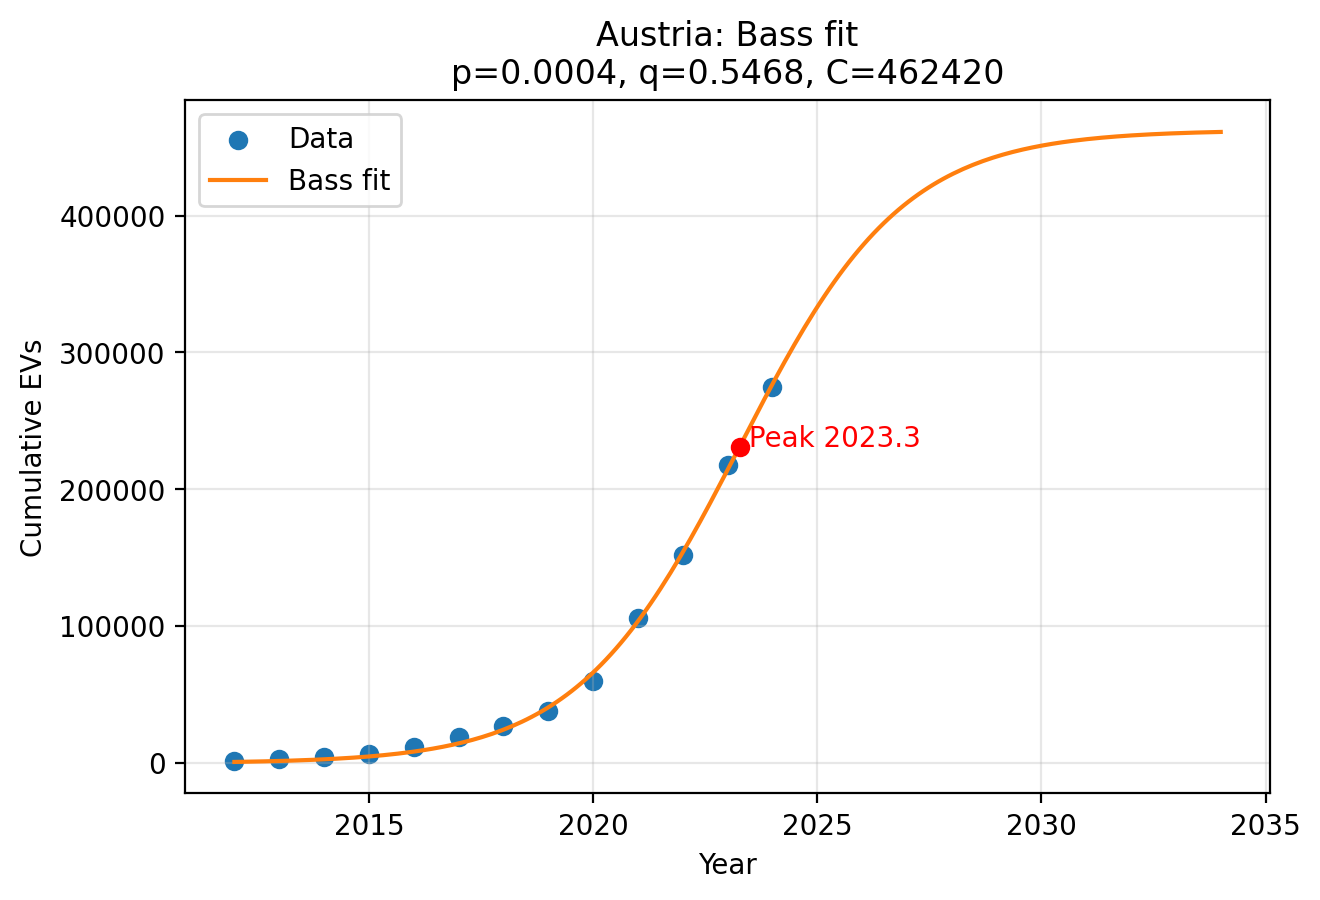 Austria: Bass fit
p=0.0004, q=0.5468, C=462420
Data
Bass fit
400000
300000
200000
100000
0
Cumulative EVs
Peak 2023.3
2015
2020
2025
2030
2035
Year